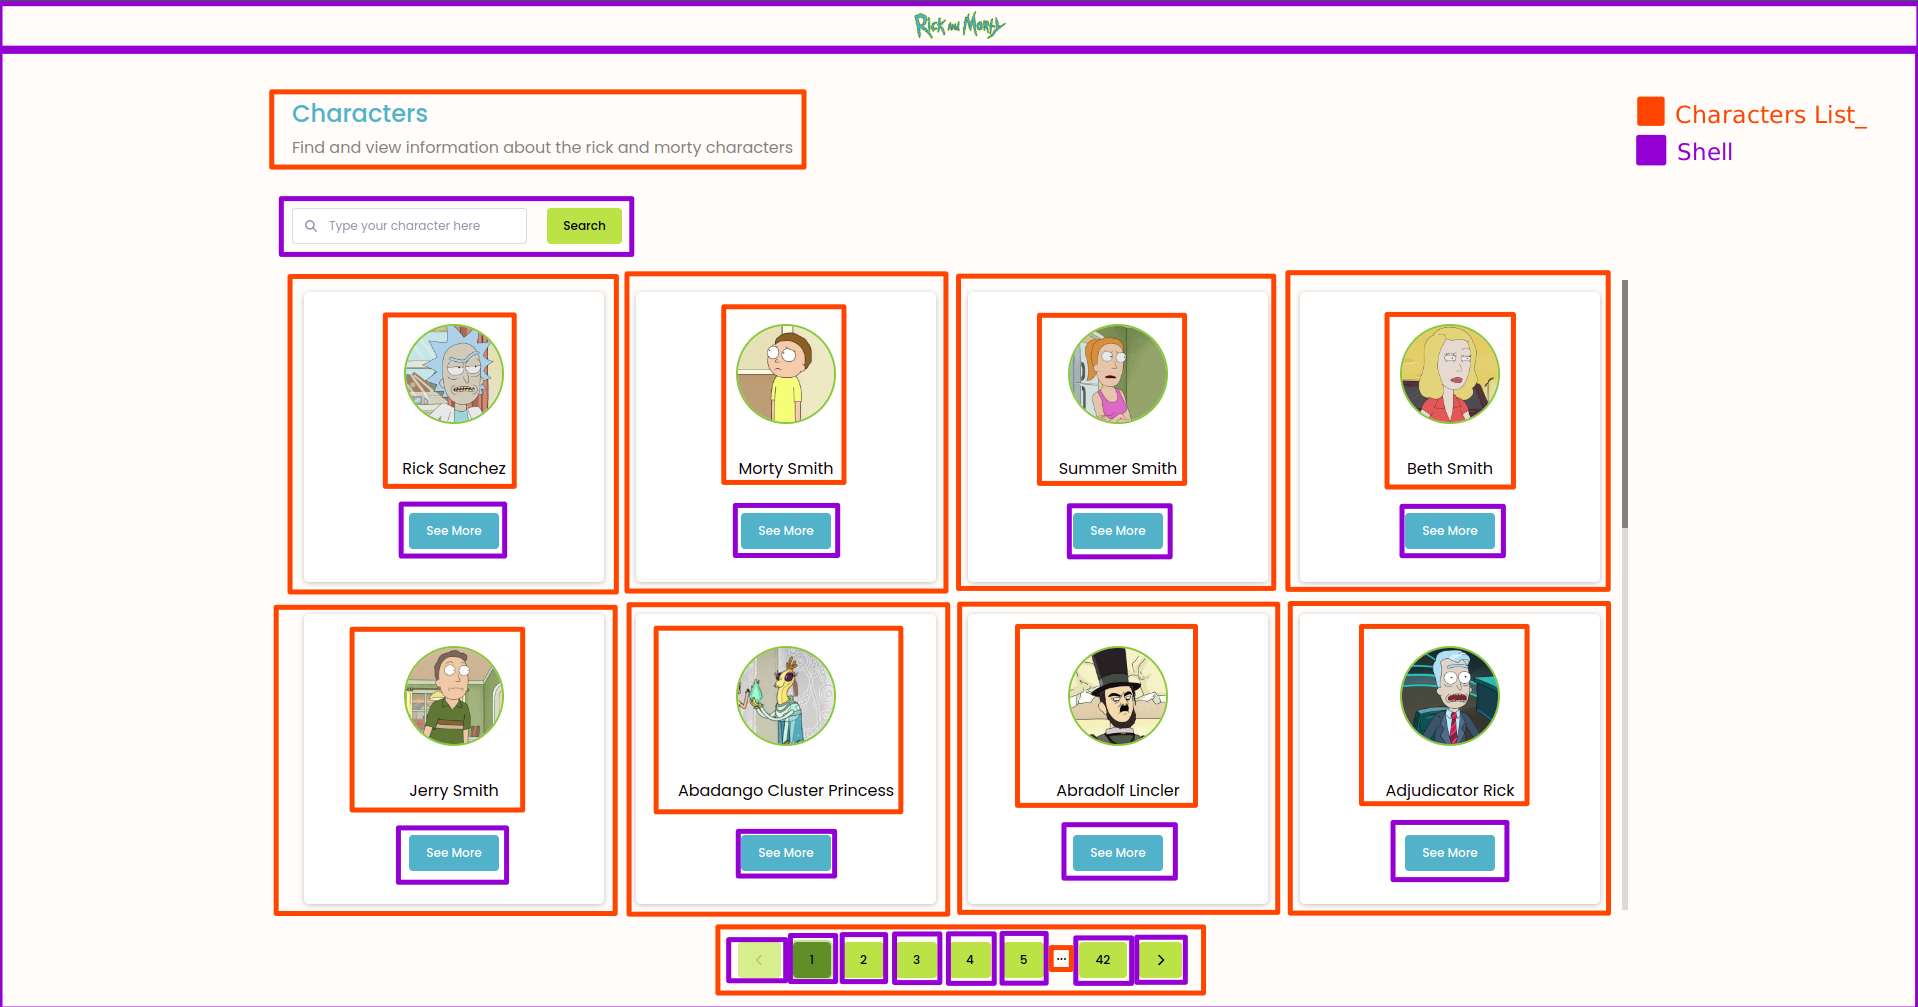 Rick and Morty
Characters
Find and view information about the rick and morty characters
Characters List_
Shell
Type your character here
Search
Rick Sanchez
Morty Smith
Summer Smith
Beth Smith
See More
See More
See More
See More
Jerry Smith
Abadango Cluster Princess
Abradolf Lincler
Adjudicator Rick
See More
See More
See More
See More
< 1 2 3 4 5 ... 42 >